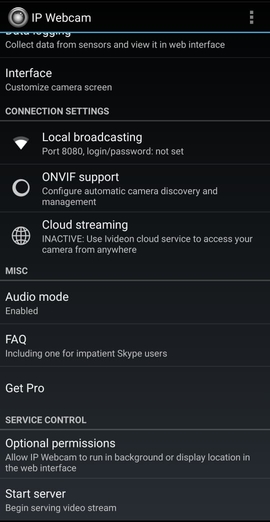 IP Webcam
Data logging
Collect data from sensors and view it in web interface
Interface
Customize camera screen
CONNECTION SETTINGS
Local broadcasting
Port 8080, login/password: not set
ONVIF support
Configure automatic camera discovery and
management
Cloud streaming
INACTIVE: Use Ivideon cloud service to access your
camera from anywhere
MISC
Audio mode
Enabled
FAQ
Including one for impatient Skype users
Get Pro
SERVICE CONTROL
Optional permissions
Allow IP Webcam to run in background or display location in
the web interface
Start server
Begin serving video stream